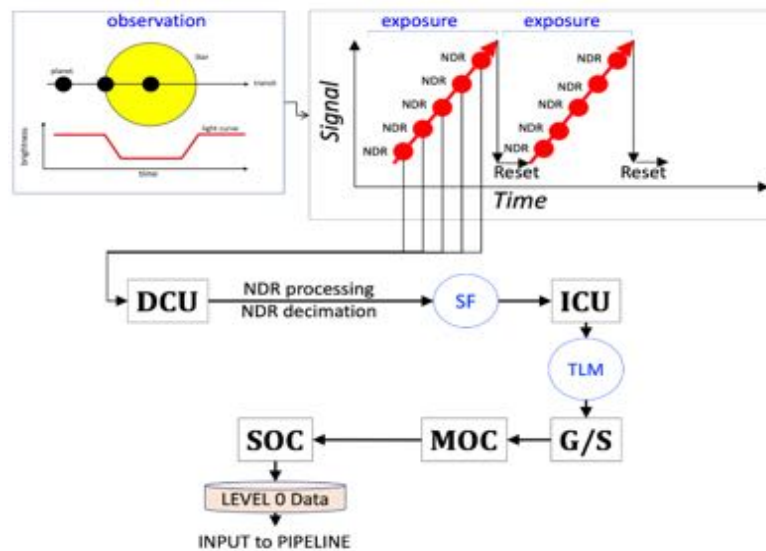 observation
planet
star
transit
brightness
light curve
time
exposure
exposure
Signal
NDR
NDR
NDR
NDR
NDR
NDR
NDR
NDR
NDR
NDR
Reset
Reset
Time
DCU
NDR processing
NDR decimation
SF
ICU
TLM
SOC
MOC
G/S
LEVEL 0 Data
INPUT to PIPELINE